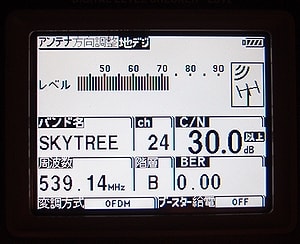 アンテナ方向調整地デジ
50 60 70 80 90
レベル
バンド名 ch C/N
SKYTREE 24 30.0以上 dB
周波数 階層 BER
539.14MHz B 0.00
変調方式 OFDM ブースター給電 OFF